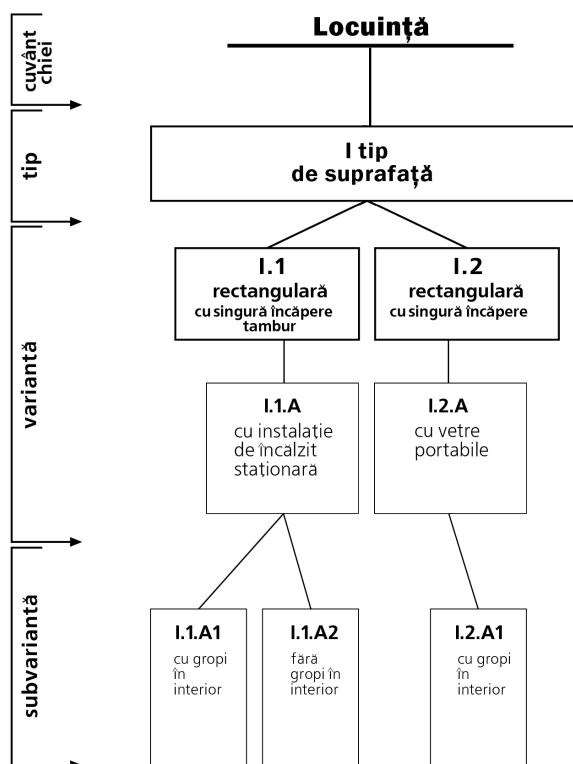 Locuință
cuvânt
chiei
I tip
de suprafață
tip
I.1
rectangulară
cu singură încăpere
tambur
I.2
rectangulară
cu singură încăpere
variantă
I.1.A
cu instalație
de încălzit
staționară
I.2.A
cu vetre
portabile
subvariantă
I.1.A1
cu gropi
în
interior
I.1.A2
fără
gropi în
interior
I.2.A1
cu gropi
în
interior